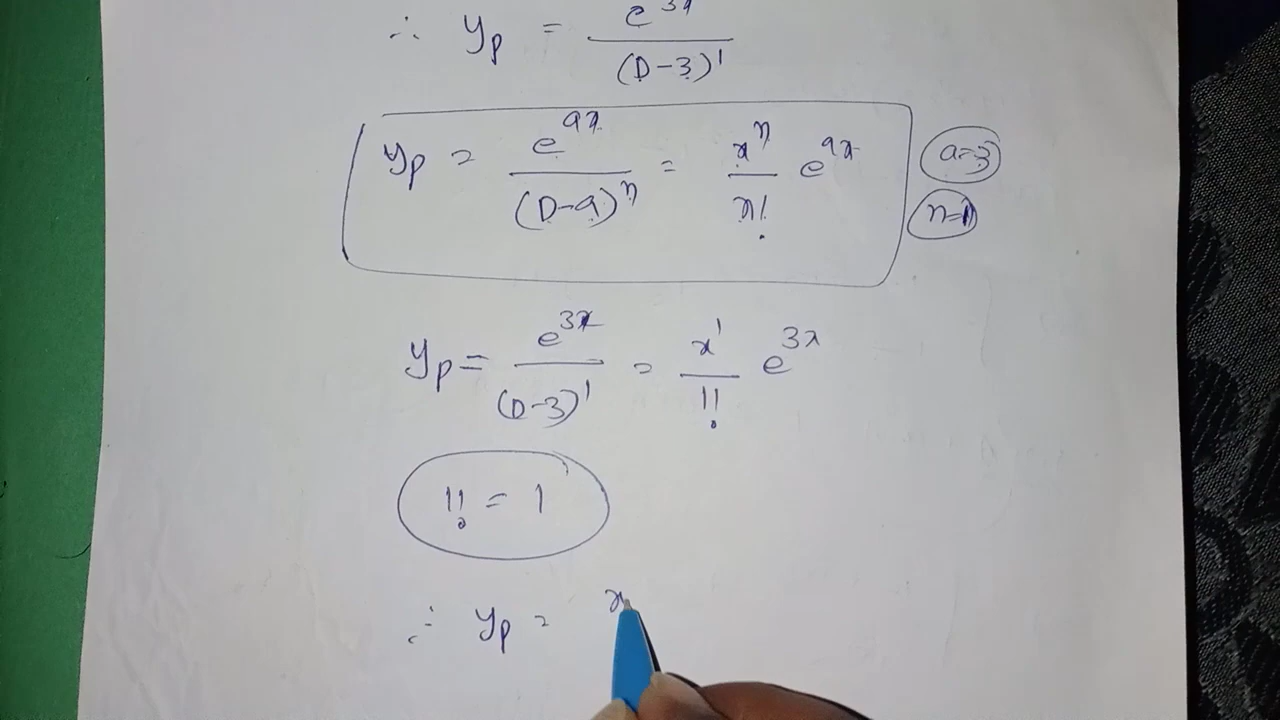 ∴ yp = e^3x / (D-3)^1
yp = e^ax / (D-a)^n = x^n / n! e^ax
a=3
n=1
yp = e^3x / (D-3)^1 = x^1 / 1! e^3x
1! = 1
∴ yp = x